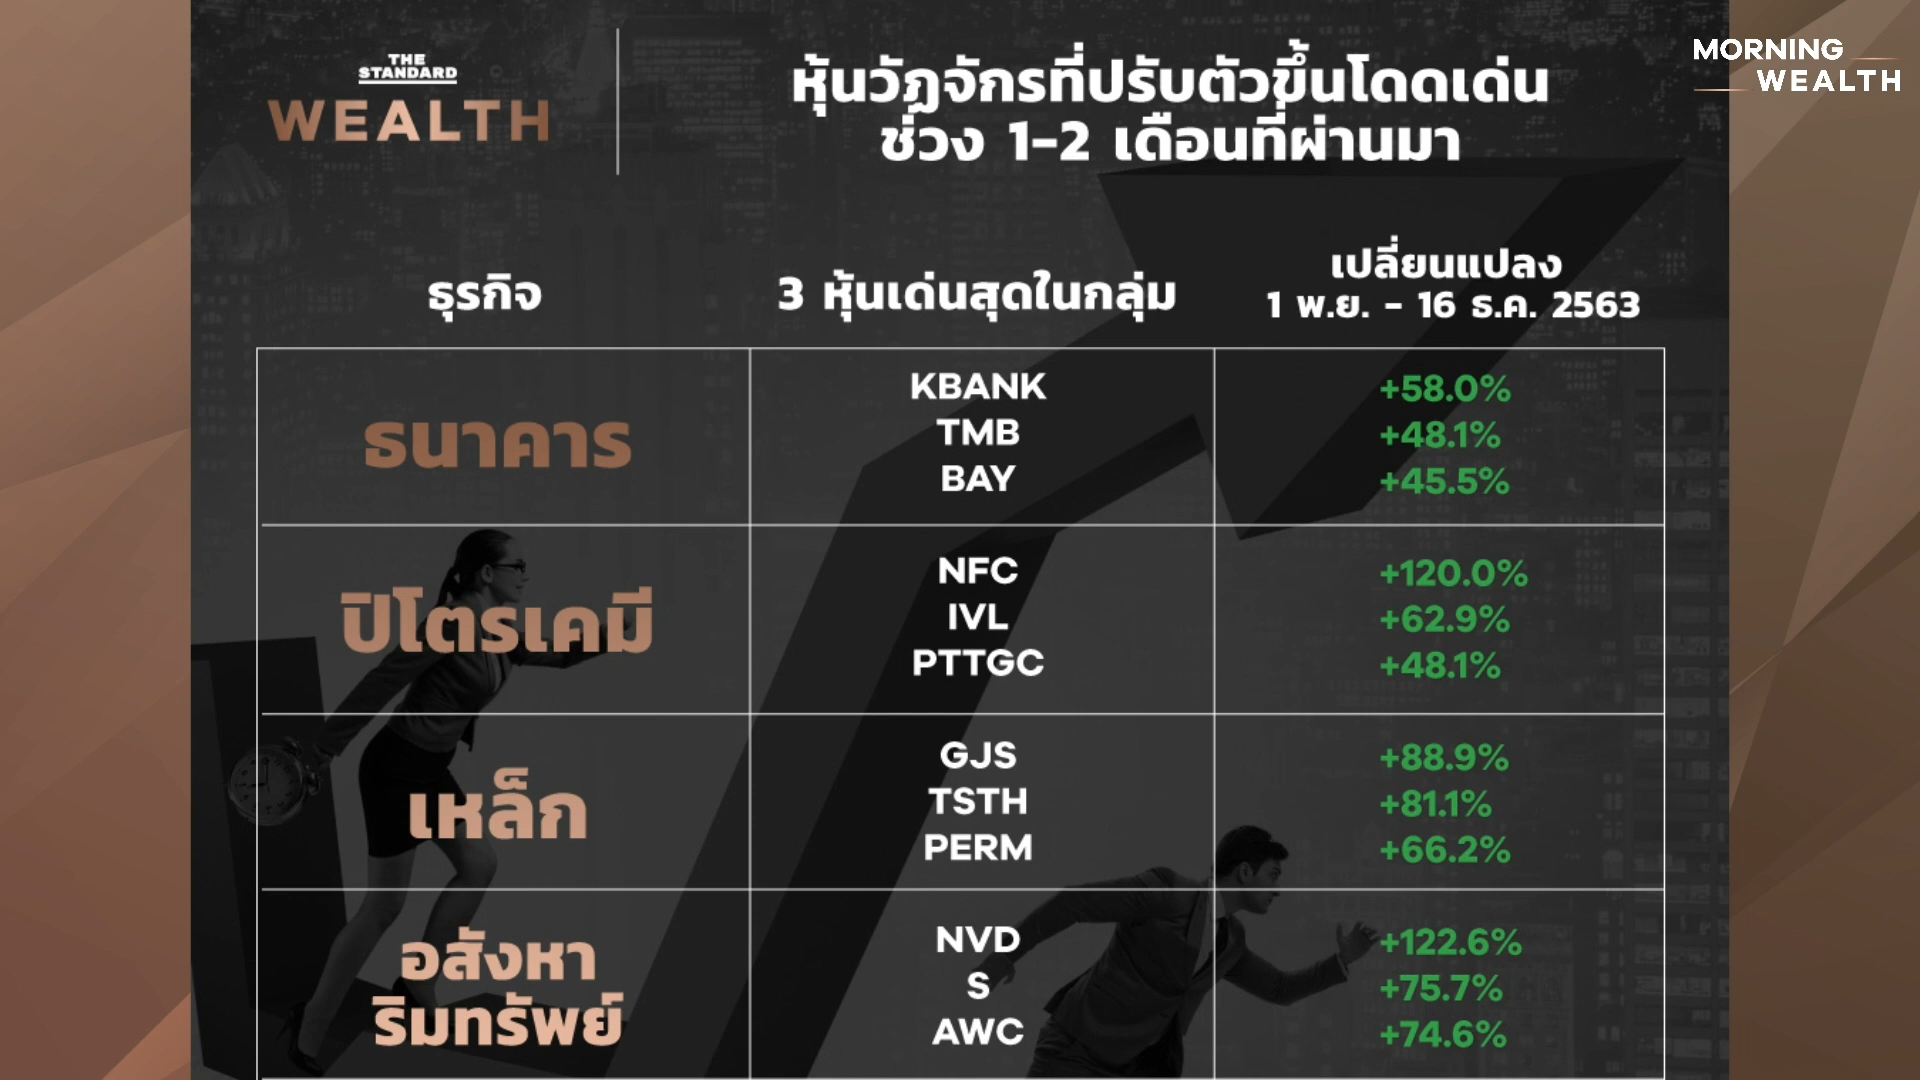 THE
STANDARD
WEALTH
หุ้นวัฏจักรที่ปรับตัวขึ้นโดดเด่น
ช่วง 1-2 เดือนที่ผ่านมา
MORNING
WEALTH
ธุรกิจ
3 หุ้นเด่นสุดในกลุ่ม
เปลี่ยนแปลง
1 พ.ย. - 16 ธ.ค. 2563
ธนาคาร
KBANK +58.0%
TMB +48.1%
BAY +45.5%
ปิโตรเคมี
NFC +120.0%
IVL +62.9%
PTTGC +48.1%
เหล็ก
GJS +88.9%
TSTH +81.1%
PERM +66.2%
อสังหา
ริมทรัพย์
NVD +122.6%
S +75.7%
AWC +74.6%